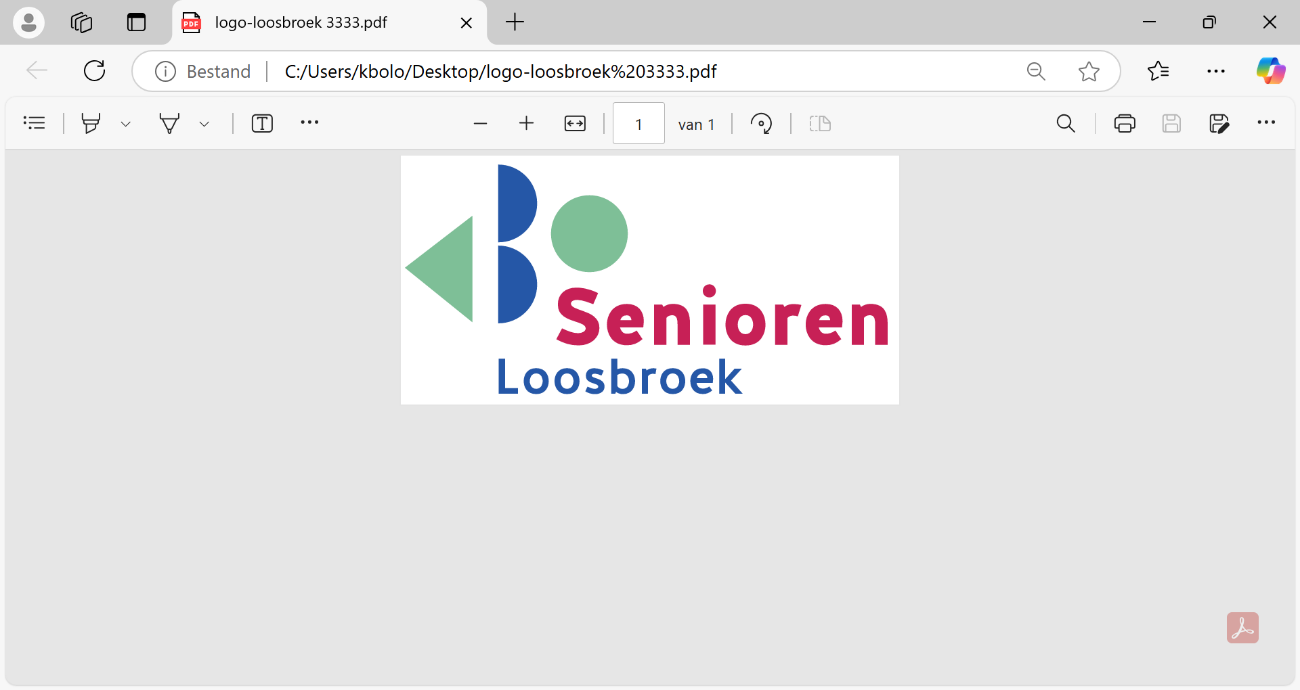 logo-loosbroek 3333.pdf
Bestand
C:/Users/kbolo/Desktop/logo-loosbroek%203333.pdf
1 van 1
Senioren
Loosbroek